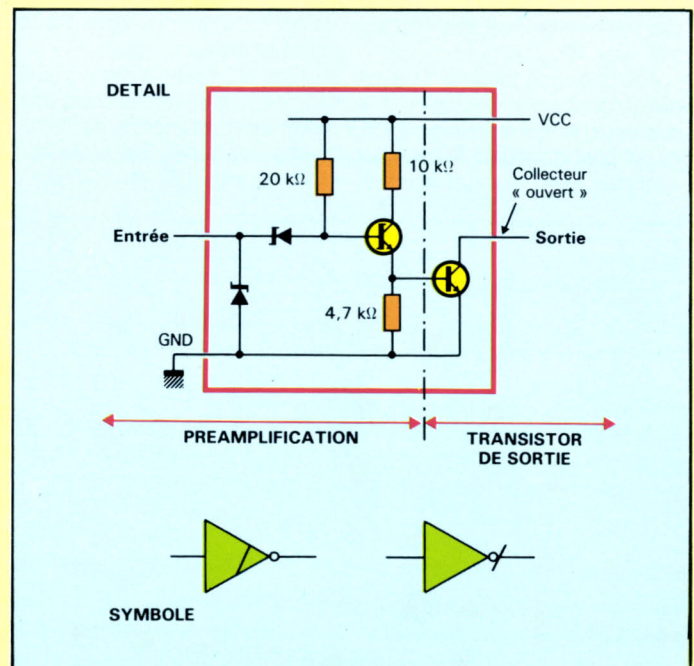 DETAIL
VCC
20 kΩ
10 kΩ
Collecteur
« ouvert »
Entrée
Sortie
4,7 kΩ
GND
PREAMPLIFICATION
TRANSISTOR
DE SORTIE
SYMBOLE